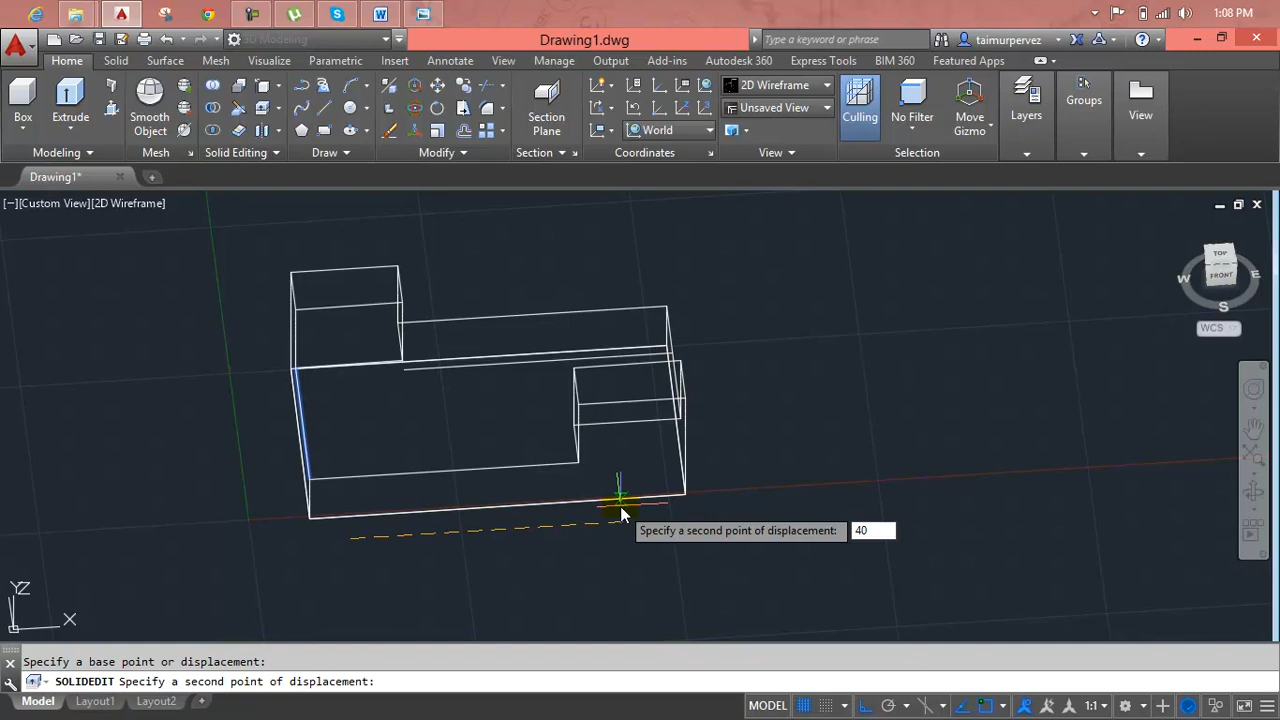 1:08 PM
3D Modeling
Drawing1.dwg
Type a keyword or phrase
taimurpervez
Home Solid Surface Mesh Visualize Parametric Insert Annotate View Manage Output Add-ins Autodesk 360 Express Tools BIM 360 Featured Apps
2D Wireframe
Unsaved View
World
Box Extrude Smooth Object Section Plane Culling No Filter Move Gizmo Layers Groups View
Modeling Mesh Solid Editing Draw Modify Section Coordinates View Selection
Drawing1*
[−][Custom View][2D Wireframe]
TOP
FRONT
W E
S
WCS
Specify a second point of displacement: 40
YZ
X
Specify a base point or displacement:
SOLIDEDIT Specify a second point of displacement:
Model Layout1 Layout2 MODEL 1:1